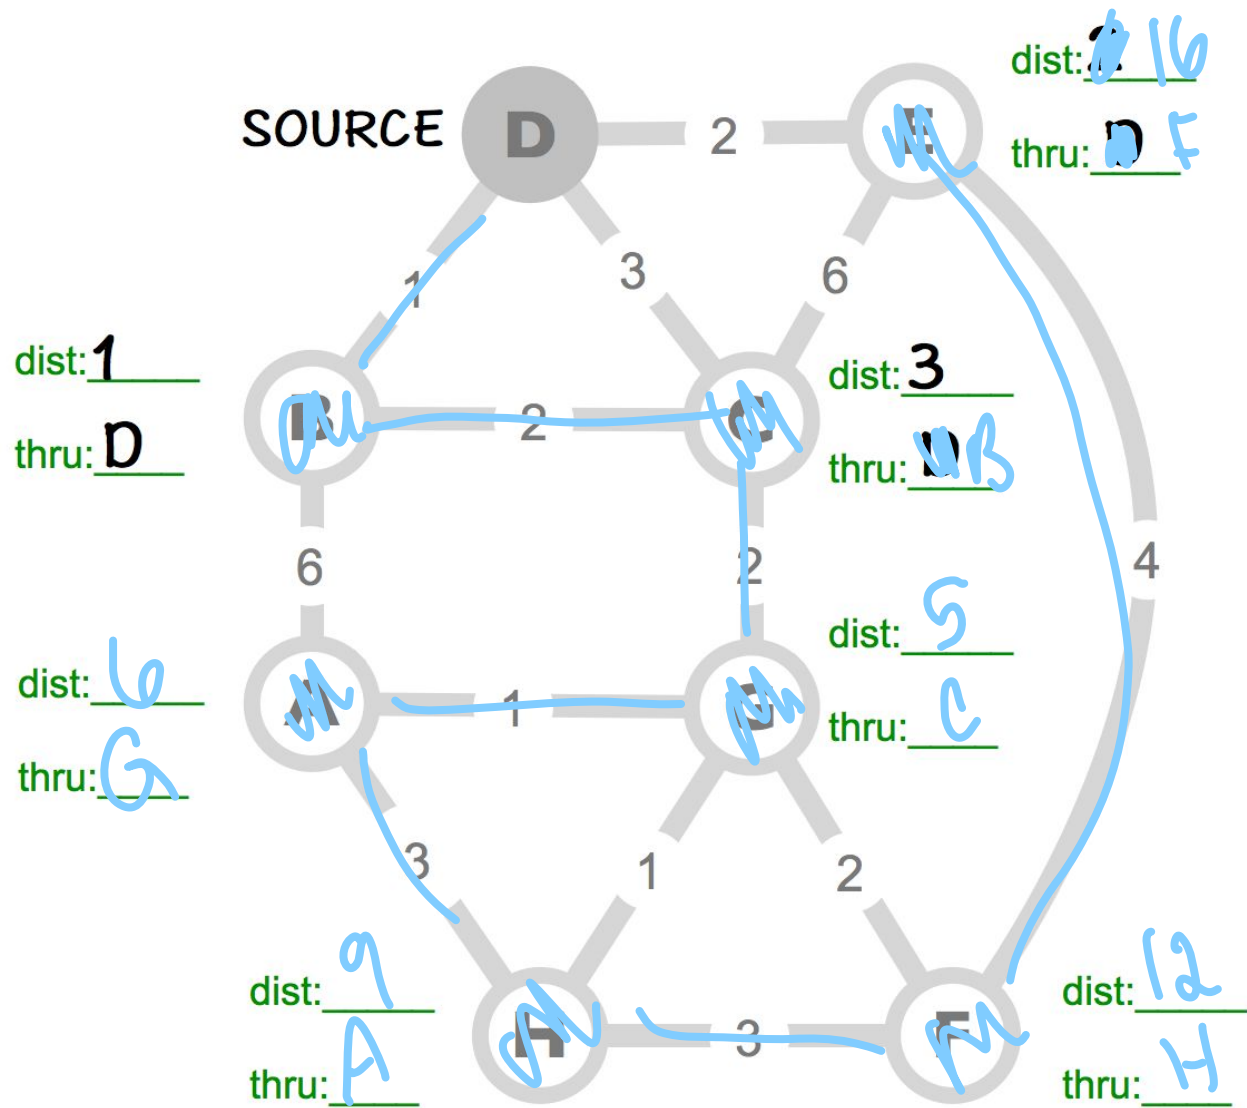 dist: 16
SOURCE D 2 E
thru: F
1 3 6
dist: 1
dist: 3
B 2 C
thru: D
thru: B
6 2 4
dist: 5
dist: 6
A 1 G
thru: C
thru: G
3 1 2
dist: 9
dist: 12
H 3 F
thru: A
thru: H